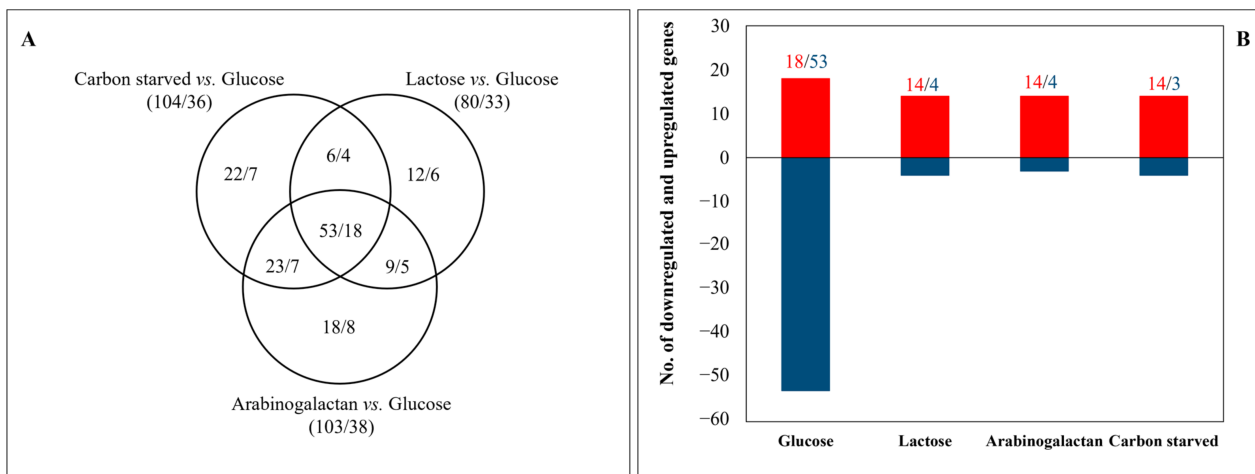 A
Carbon starved vs. Glucose
(104/36)
Lactose vs. Glucose
(80/33)
22/7
6/4
12/6
53/18
23/7
9/5
18/8
Arabinogalactan vs. Glucose
(103/38)
B
No. of downregulated and upregulated genes
30
20
10
0
−10
−20
−30
−40
−50
−60
18/53
14/4
14/4
14/3
Glucose
Lactose
Arabinogalactan
Carbon starved